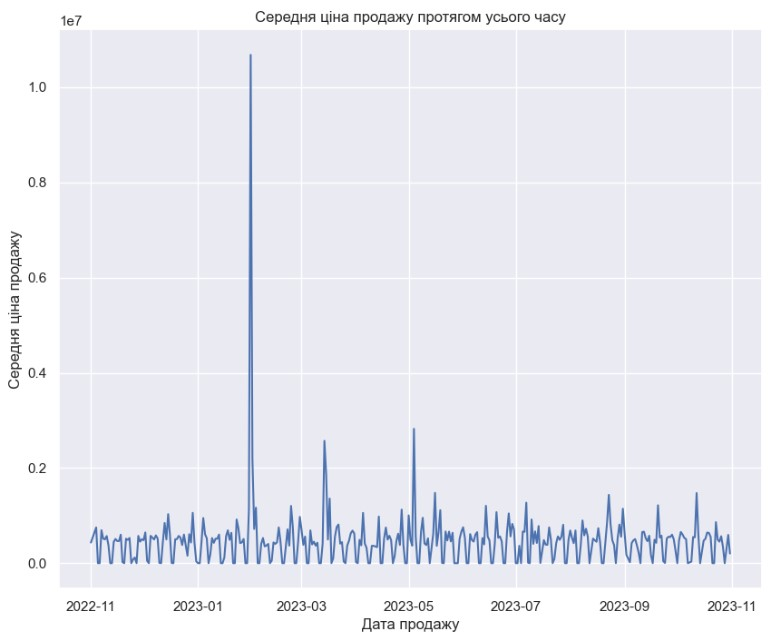 Середня ціна продажу протягом усього часу
1e7
1.0
0.8
0.6
0.4
0.2
0.0
Середня ціна продажу
2022-11 2023-01 2023-03 2023-05 2023-07 2023-09 2023-11
Дата продажу